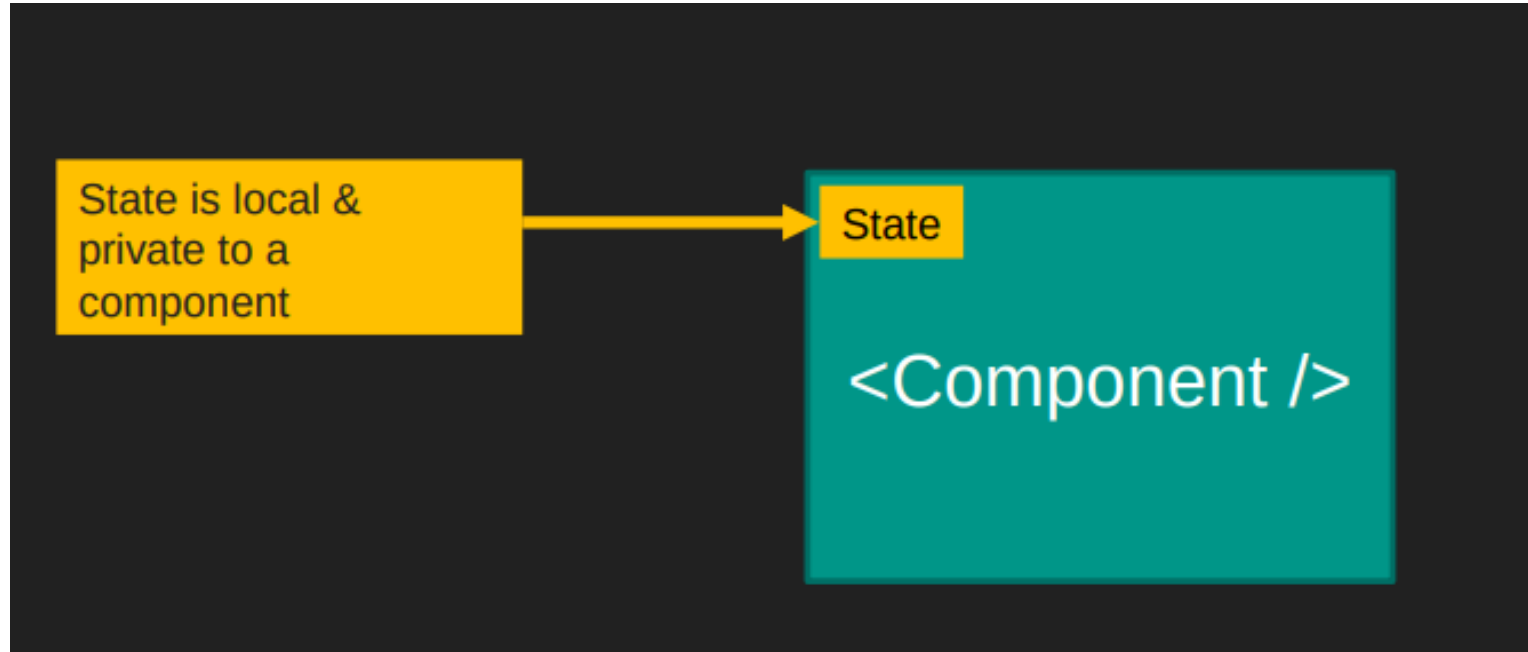 State is local &
private to a
component
State
<Component />